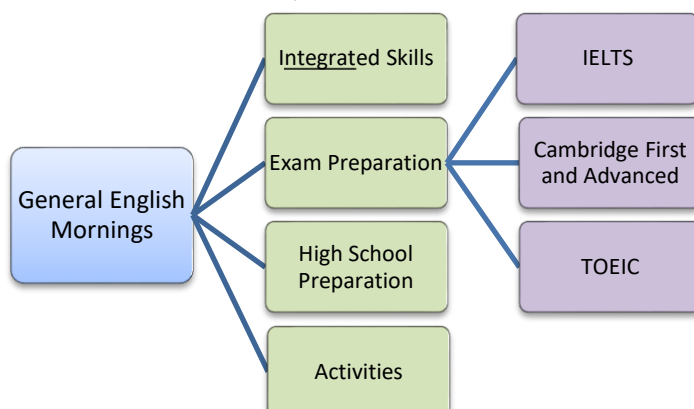 General English
Mornings
Integrated Skills
Exam Preparation
High School
Preparation
Activities
IELTS
Cambridge First
and Advanced
TOEIC